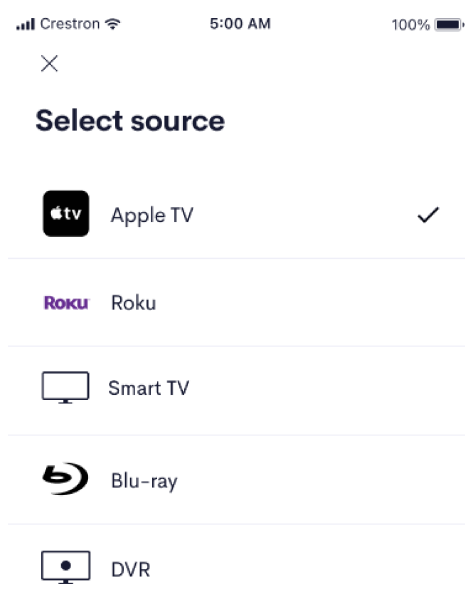 Crestron 5:00 AM 100%
Select source
tv Apple TV
Roku Roku
Smart TV
Blu-ray
DVR